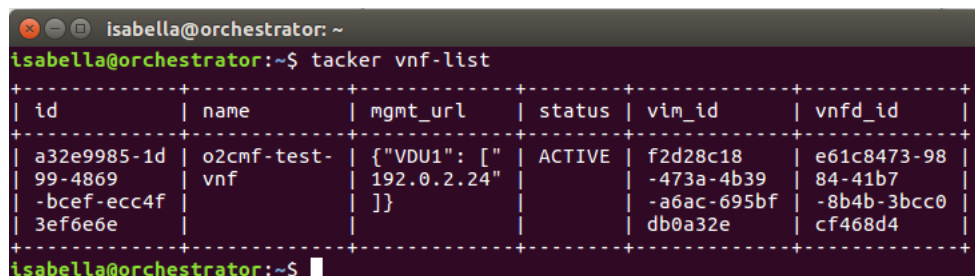 isabella@orchestrator: ~
isabella@orchestrator:~$ tacker vnf-list
+-------------+-------------+-------------+--------+-------------+-------------+
| id          | name        | mgmt_url    | status | vim_id      | vnfd_id     |
+-------------+-------------+-------------+--------+-------------+-------------+
| a32e9985-1d | o2cmf-test- | {"VDU1": [" | ACTIVE | f2d28c18    | e61c8473-98 |
| 99-4869     | vnf         | 192.0.2.24" |        | -473a-4b39  | 84-41b7     |
| -bcef-ecc4f |             | ]}          |        | -a6ac-695bf | -8b4b-3bcc0 |
| 3ef6e6e     |             |             |        | db0a32e     | cf468d4     |
+-------------+-------------+-------------+--------+-------------+-------------+
isabella@orchestrator:~$